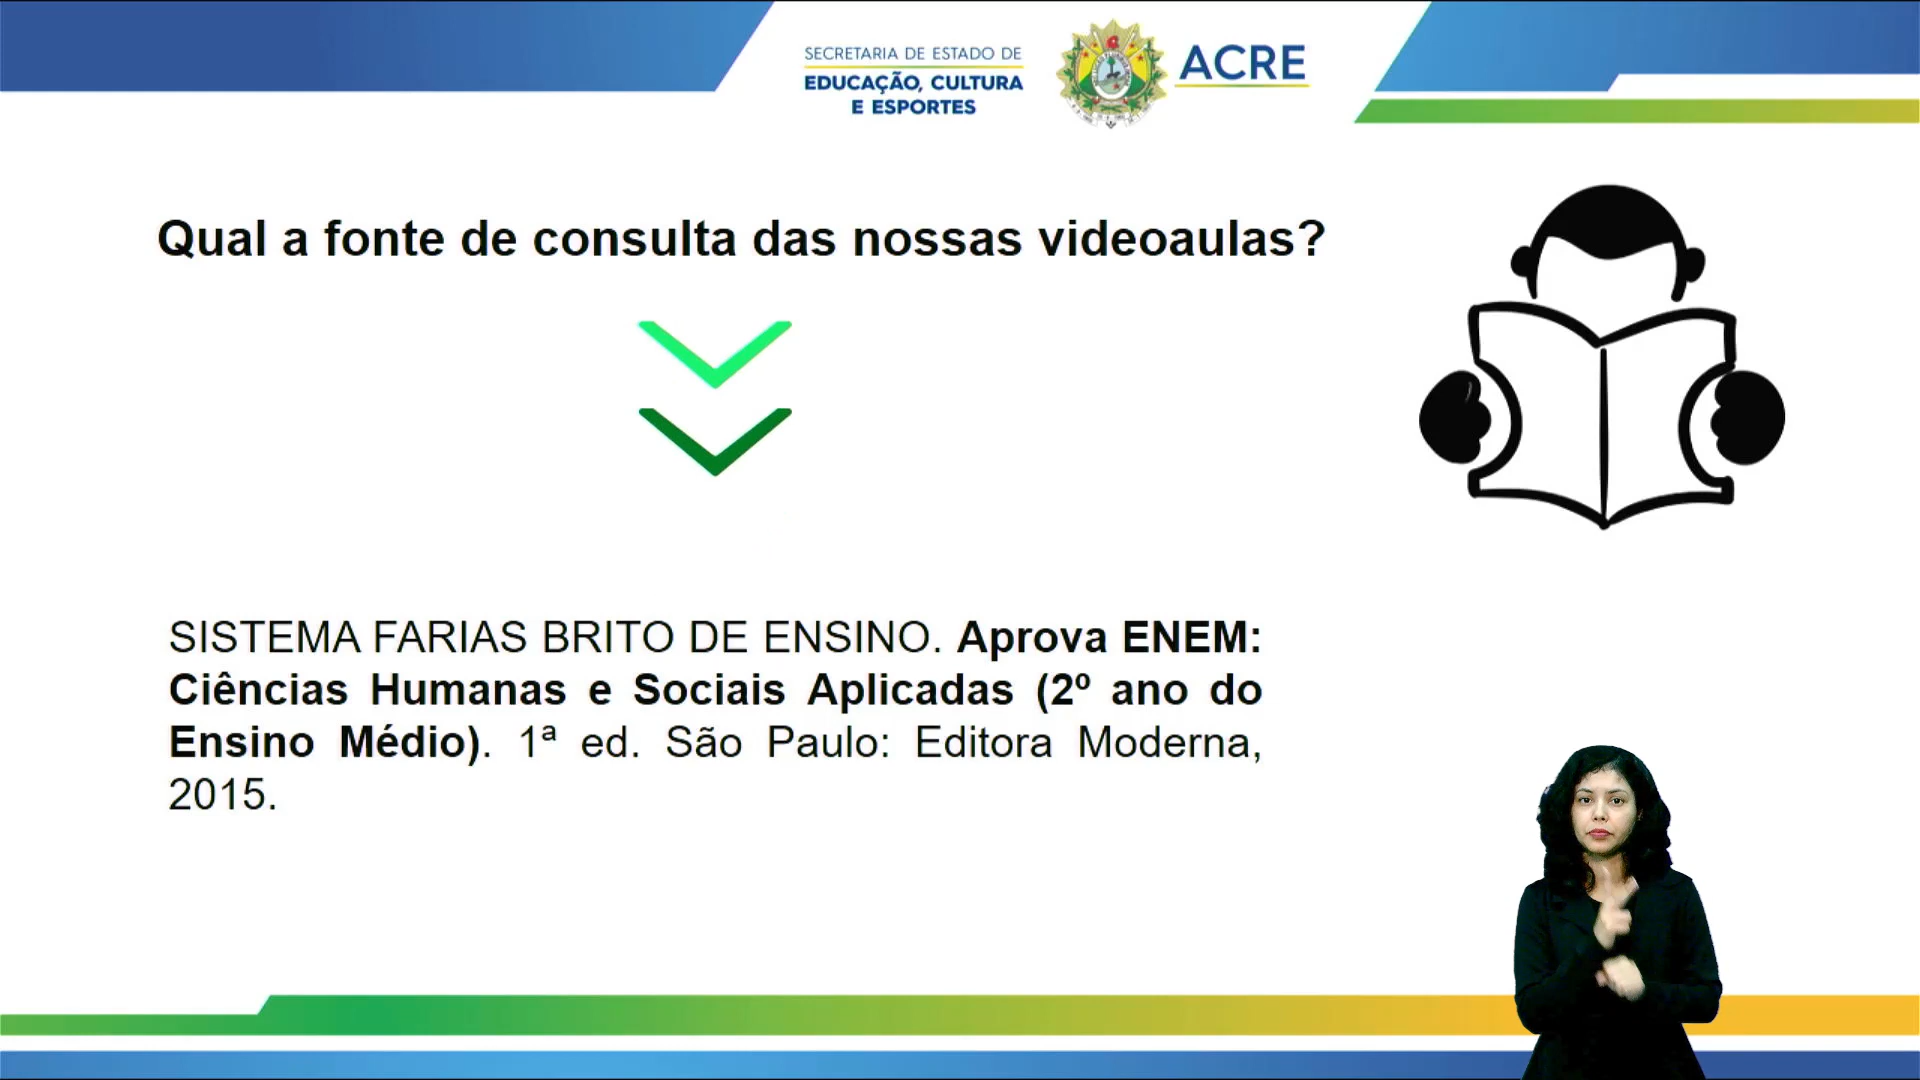 SECRETARIA DE ESTADO DE
EDUCAÇÃO, CULTURA
E ESPORTES
ACRE
Qual a fonte de consulta das nossas videoaulas?
SISTEMA FARIAS BRITO DE ENSINO. Aprova ENEM:
Ciências Humanas e Sociais Aplicadas (2º ano do
Ensino Médio). 1ª ed. São Paulo: Editora Moderna,
2015.